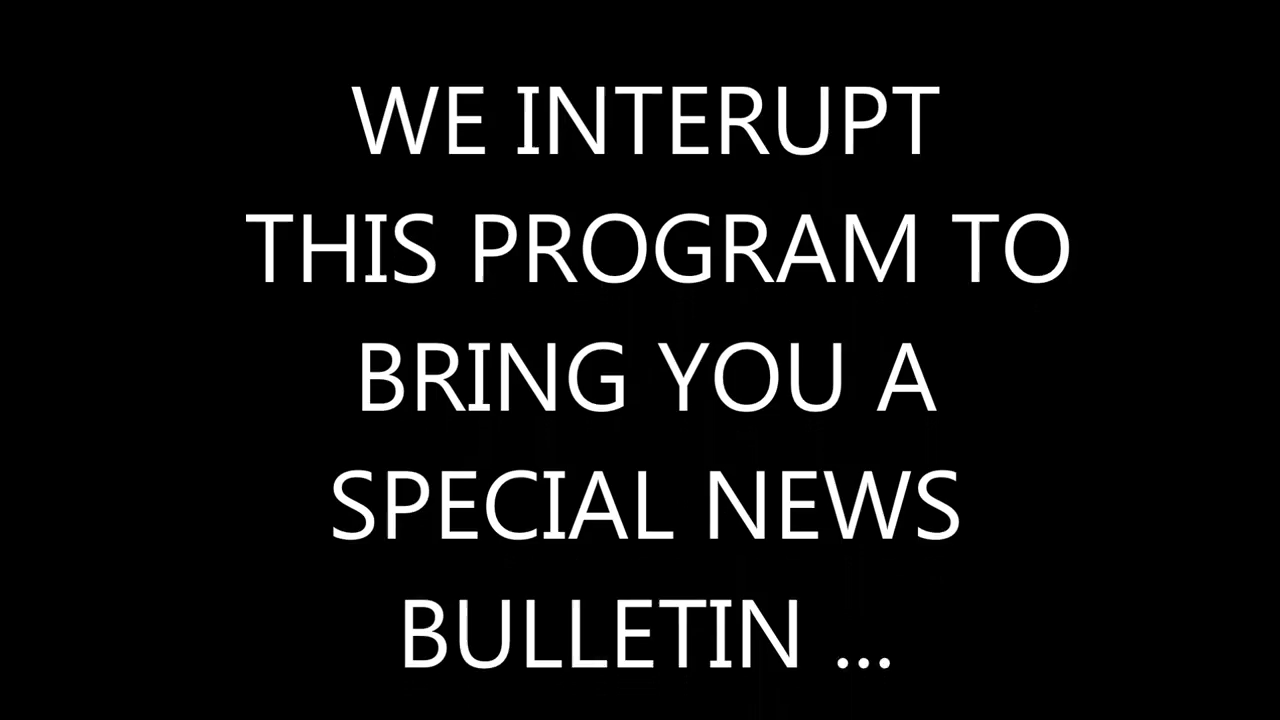 WE INTERUPT
THIS PROGRAM TO
BRING YOU A
SPECIAL NEWS
BULLETIN ...